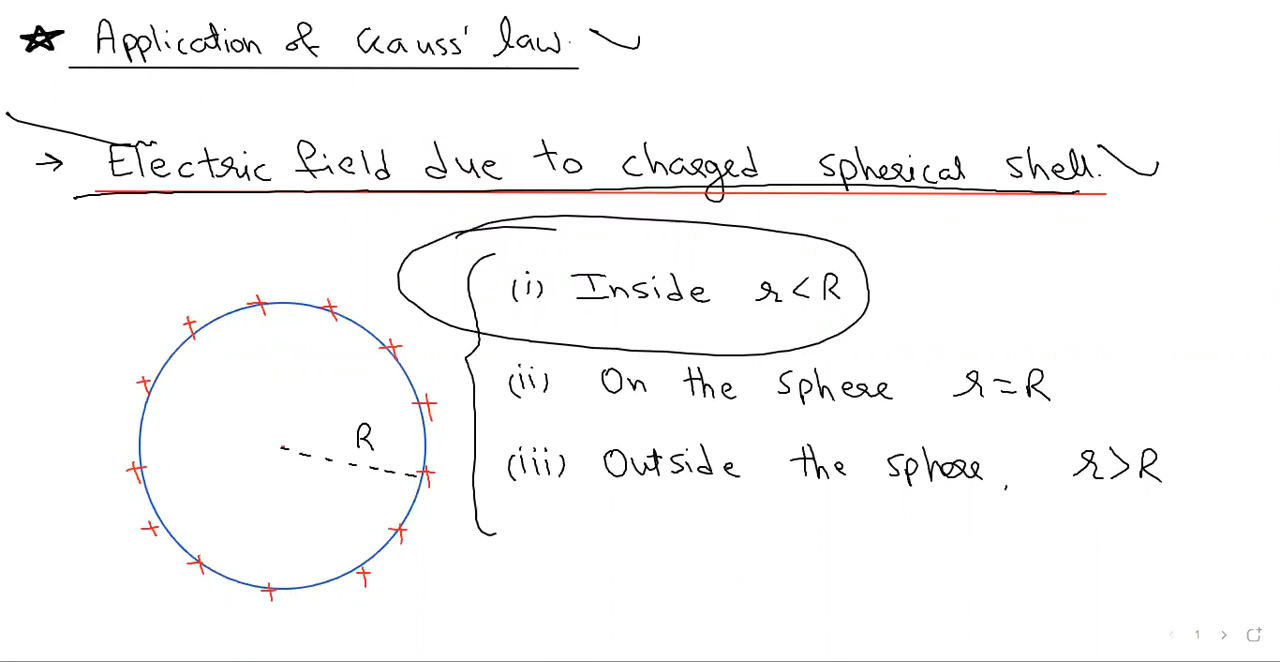 ★ Application of Gauss' law.
→ Electric field due to charged spherical shell.
(i) Inside r<R
(ii) On the sphere r=R
(iii) Outside the sphere, r>R
R
1